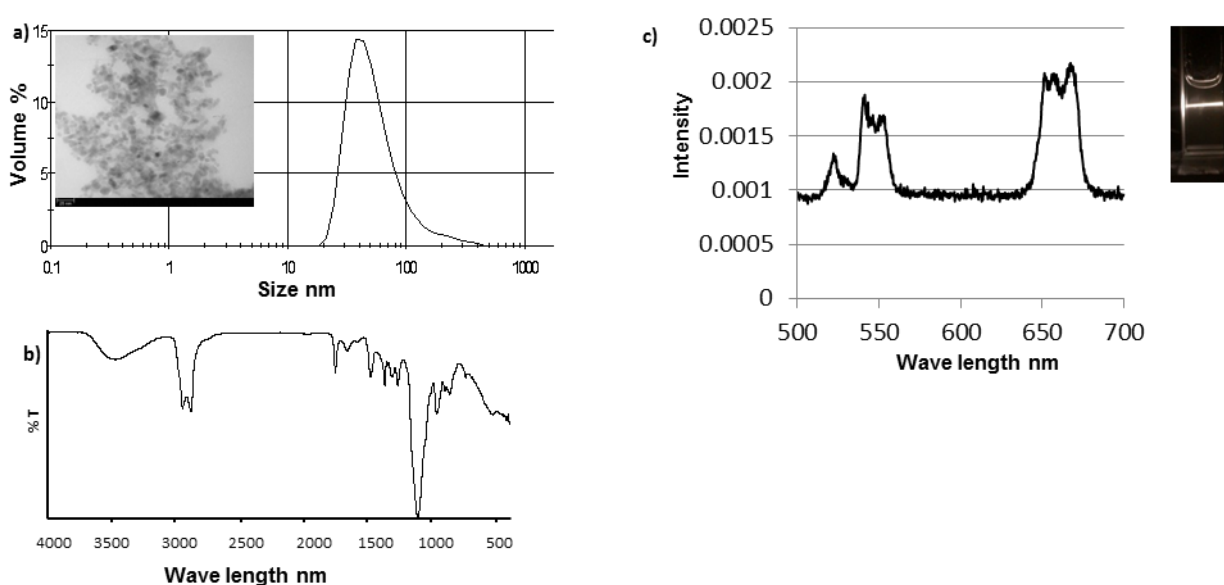 a)
Volume %
15
10
5
0
0.1 1 10 100 1000
Size nm
b)
% T
4000 3500 3000 2500 2000 1500 1000 500
Wave length nm
c)
Intensity
0.0025
0.002
0.0015
0.001
0.0005
0
500 550 600 650 700
Wave length nm